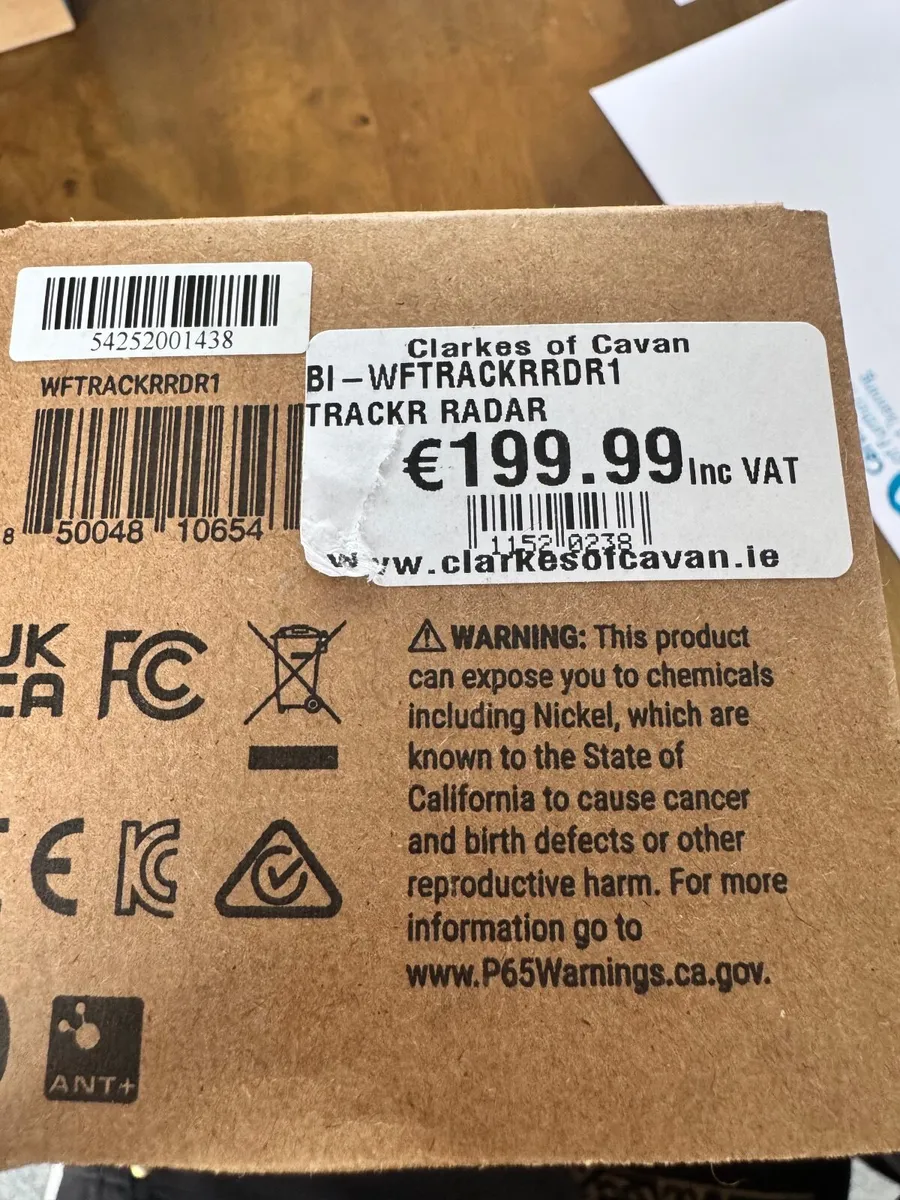 54252001438
WFTRACKRRDR1
8 50048 10654
Clarkes of Cavan
BI-WFTRACKRRDR1
TRACKR RADAR
€199.99 Inc VAT
1152 0238
www.clarkesofcavan.ie
UK
CA
FC
⚠ WARNING: This product
can expose you to chemicals
including Nickel, which are
known to the State of
California to cause cancer
and birth defects or other
reproductive harm. For more
information go to
www.P65Warnings.ca.gov.
CE
KC
ANT+